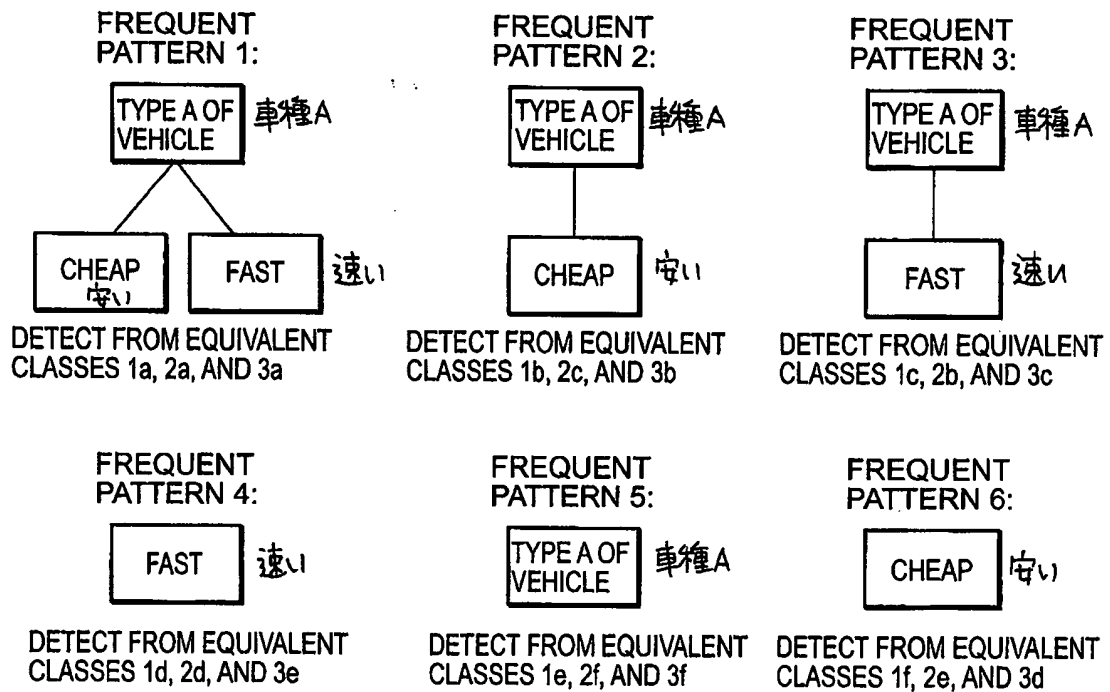 FREQUENT
PATTERN 1:
TYPE A OF
VEHICLE
車種A
CHEAP
安い
FAST
速い
DETECT FROM EQUIVALENT
CLASSES 1a, 2a, AND 3a
FREQUENT
PATTERN 2:
TYPE A OF
VEHICLE
車種A
CHEAP
安い
DETECT FROM EQUIVALENT
CLASSES 1b, 2c, AND 3b
FREQUENT
PATTERN 3:
TYPE A OF
VEHICLE
車種A
FAST
速い
DETECT FROM EQUIVALENT
CLASSES 1c, 2b, AND 3c
FREQUENT
PATTERN 4:
FAST
速い
DETECT FROM EQUIVALENT
CLASSES 1d, 2d, AND 3e
FREQUENT
PATTERN 5:
TYPE A OF
VEHICLE
車種A
DETECT FROM EQUIVALENT
CLASSES 1e, 2f, AND 3f
FREQUENT
PATTERN 6:
CHEAP
安い
DETECT FROM EQUIVALENT
CLASSES 1f, 2e, AND 3d